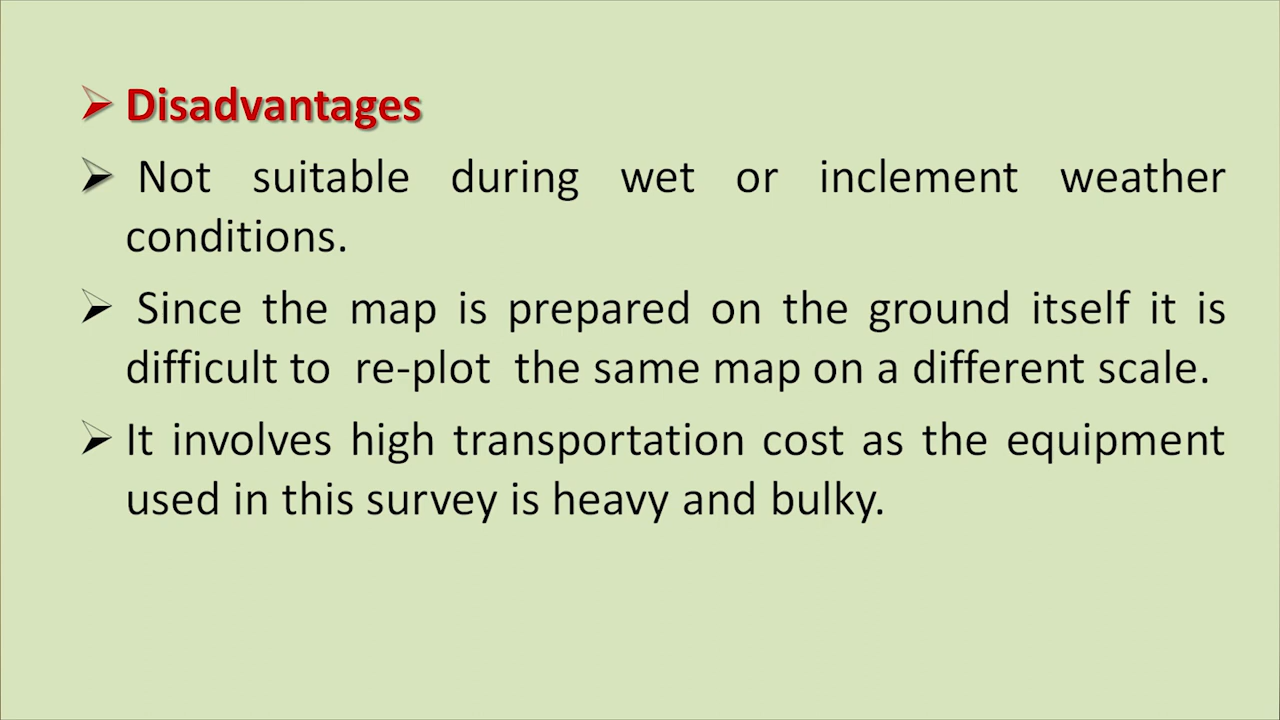 ➢ Disadvantages
➢ Not suitable during wet or inclement weather
conditions.
➢ Since the map is prepared on the ground itself it is
difficult to re-plot the same map on a different scale.
➢ It involves high transportation cost as the equipment
used in this survey is heavy and bulky.